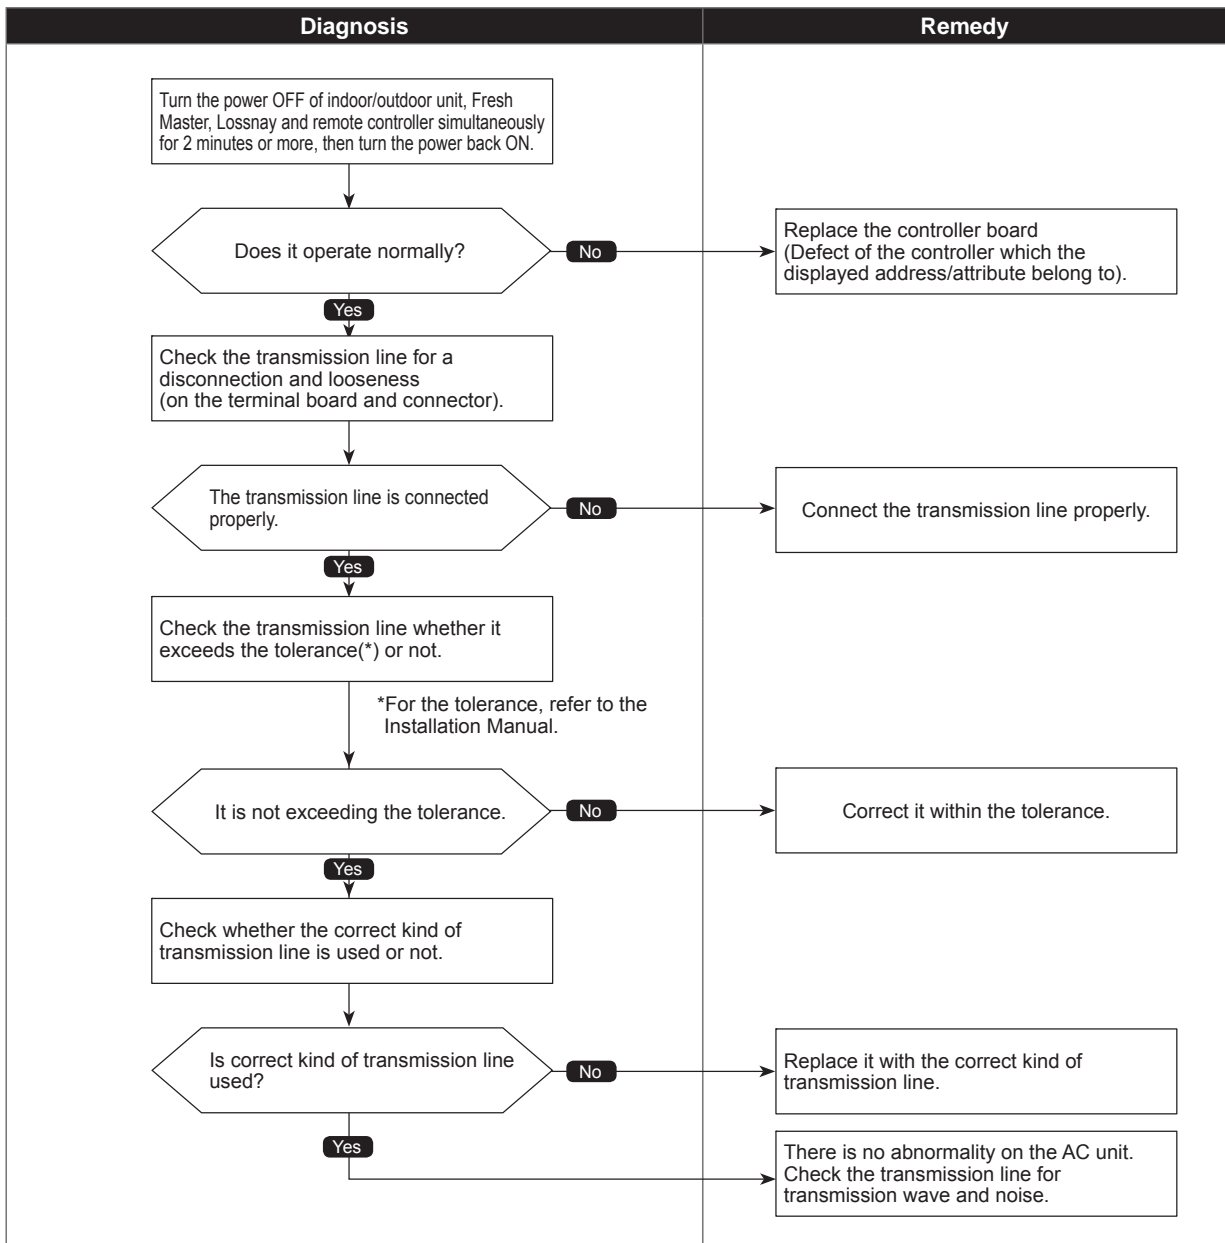 Diagnosis
Remedy
Turn the power OFF of indoor/outdoor unit, Fresh
Master, Lossnay and remote controller simultaneously
for 2 minutes or more, then turn the power back ON.
Does it operate normally?
No
Replace the controller board
(Defect of the controller which the
displayed address/attribute belong to).
Yes
Check the transmission line for a
disconnection and looseness
(on the terminal board and connector).
The transmission line is connected
properly.
No
Connect the transmission line properly.
Yes
Check the transmission line whether it
exceeds the tolerance(*) or not.
*For the tolerance, refer to the
Installation Manual.
It is not exceeding the tolerance.
No
Correct it within the tolerance.
Yes
Check whether the correct kind of
transmission line is used or not.
Is correct kind of transmission line
used?
No
Replace it with the correct kind of
transmission line.
Yes
There is no abnormality on the AC unit.
Check the transmission line for
transmission wave and noise.